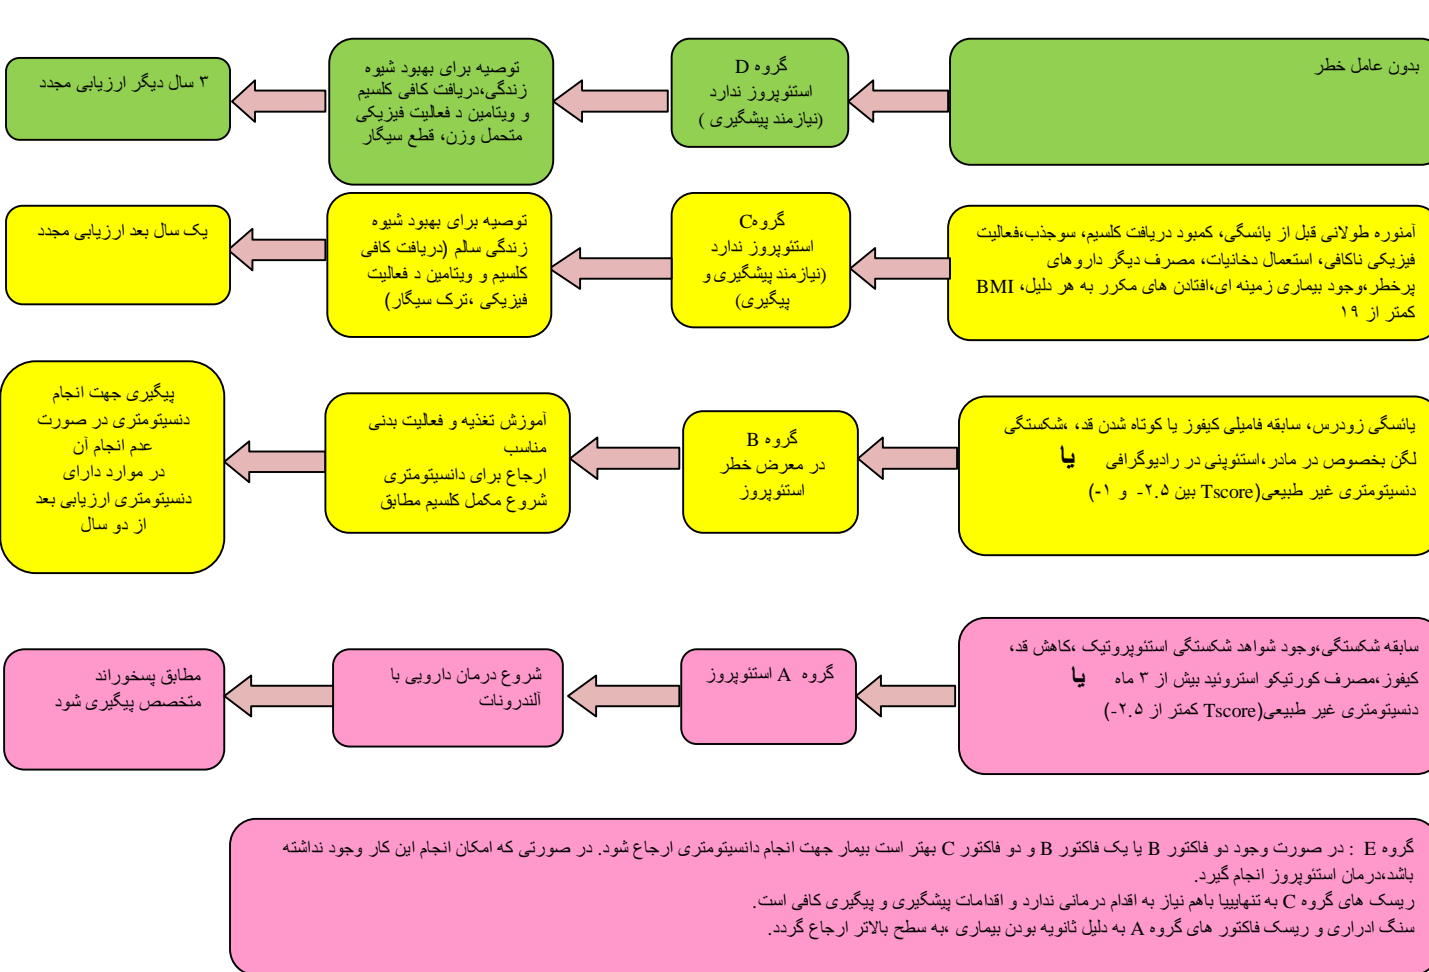 بدون عامل خطر
گروه D
استئوپروز ندارد
(نیازمند پیشگیری )
توصیه برای بهبود شیوه
زندگی،دریافت کافی کلسیم
و ویتامین د فعالیت فیزیکی
متحمل وزن، قطع سیگار
۳ سال دیگر ارزیابی مجدد
آمنوره طولانی قبل از یائسگی، کمبود دریافت کلسیم، سوجذب،فعالیت
فیزیکی ناکافی، استعمال دخانیات، مصرف دیگر داروهای
پرخطر،وجود بیماری زمینه ای،افتادن های مکرر به هر دلیل، BMI
کمتر از ۱۹
گروهC
استئوپروز ندارد
(نیازمند پیشگیری و
پیگیری)
توصیه برای بهبود شیوه
زندگی سالم (دریافت کافی
کلسیم و ویتامین د فعالیت
فیزیکی ،ترک سیگار)
یک سال بعد ارزیابی مجدد
یائسگی زودرس، سابقه فامیلی کیفوز یا کوتاه شدن قد، ،شکستگی
لگن بخصوص در مادر،استئوپنی در رادیوگرافی یا
دنسیتومتری غیر طبیعی(Tscore بین ۲.۵- و ۱-)
گروه B
در معرض خطر
استئوپروز
آموزش تغذیه و فعالیت بدنی
مناسب
ارجاع برای دانسیتومتری
شروع مکمل کلسیم مطابق
پیگیری جهت انجام
دنسیتومتری در صورت
عدم انجام آن
در موارد دارای
دنسیتومتری ارزیابی بعد
از دو سال
سابقه شکستگی،وجود شواهد شکستگی استئوپروتیک ،کاهش قد،
کیفوز،مصرف کورتیکو استروئید بیش از ۳ ماه یا
دنسیتومتری غیر طبیعی(Tscore کمتر از ۲.۵-)
گروه A استئوپروز
شروع درمان دارویی با
آلندرونات
مطابق پسخوراند
متخصص پیگیری شود
گروه E : در صورت وجود دو فاکتور B یا یک فاکتور B و دو فاکتور C بهتر است بیمار جهت انجام دانسیتومتری ارجاع شود. در صورتی که امکان انجام این کار وجود نداشته
باشد،درمان استئوپروز انجام گیرد.
ریسک های گروه C به تنهاییبیا باهم نیاز به اقدام درمانی ندارد و اقدامات پیشگیری و پیگیری کافی است.
سنگ ادراری و ریسک فاکتور های گروه A به دلیل ثانویه بودن بیماری ،به سطح بالاتر ارجاع گردد.